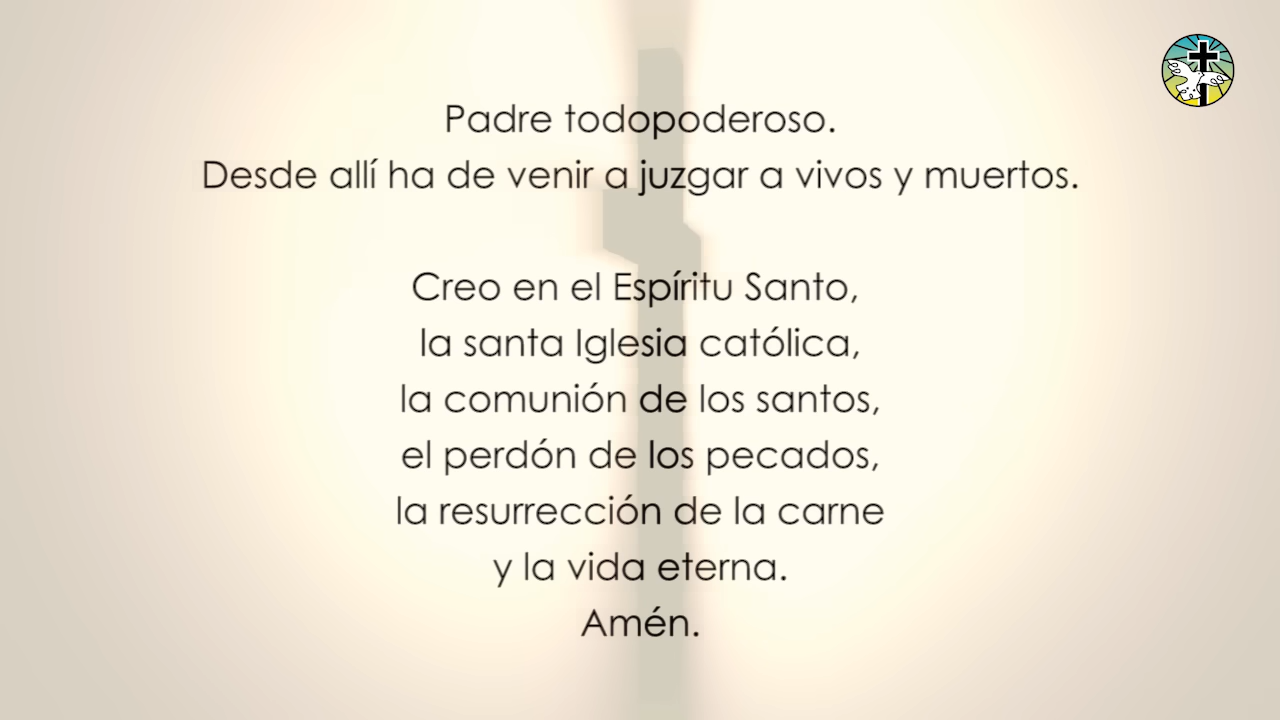 Padre todopoderoso.
Desde allí ha de venir a juzgar a vivos y muertos.
Creo en el Espíritu Santo,
la santa Iglesia católica,
la comunión de los santos,
el perdón de los pecados,
la resurrección de la carne
y la vida eterna.
Amén.